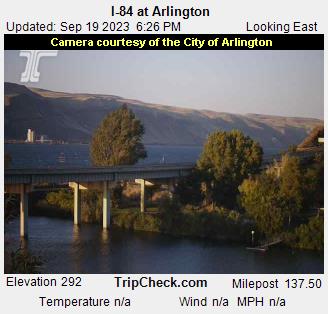 I-84 at Arlington
Updated: Sep 19 2023 6:26 PM Looking East
Camera courtesy of the City of Arlington
Elevation 292 TripCheck.com Milepost 137.50
Temperature n/a Wind n/a MPH n/a